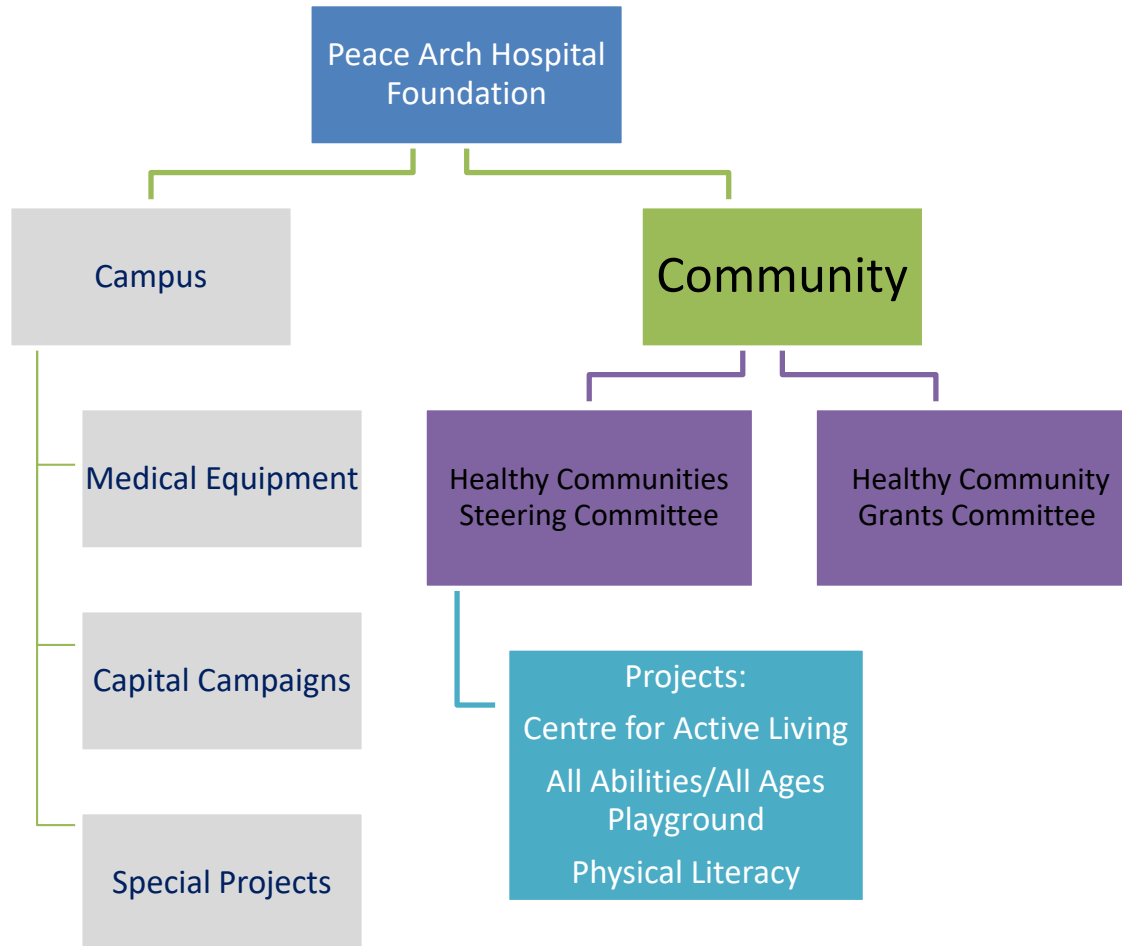 Peace Arch Hospital
Foundation
Campus
Community
Medical Equipment
Capital Campaigns
Special Projects
Healthy Communities
Steering Committee
Healthy Community
Grants Committee
Projects:
Centre for Active Living
All Abilities/All Ages
Playground
Physical Literacy